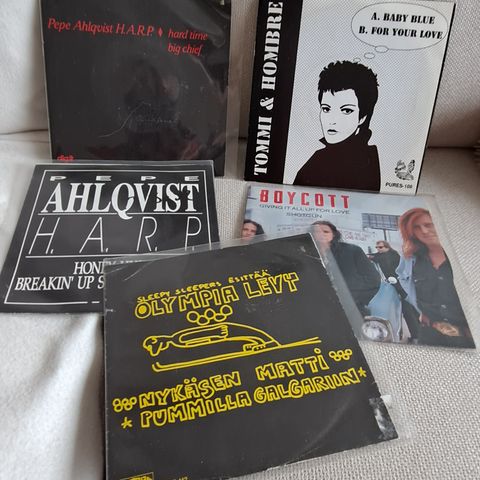 Pepe Ahlqvist H.A.R.P ♦ hard time
big chief
TOMMI & HOMBRE
A. BABY BLUE
B. FOR YOUR LOVE
PURES-108
PEPE
AHLQVIST
H.A.R.P.
BREAKIN' UP
BOYCOTT
GIVING IT ALL UP FOR LOVE
SHOTGUN
SLEEPY SLEEPERS ESITTÄÄ
OLYMPIA LEVY
NYKÄSEN MATTI
* PUMMILLA GALGARIIN *